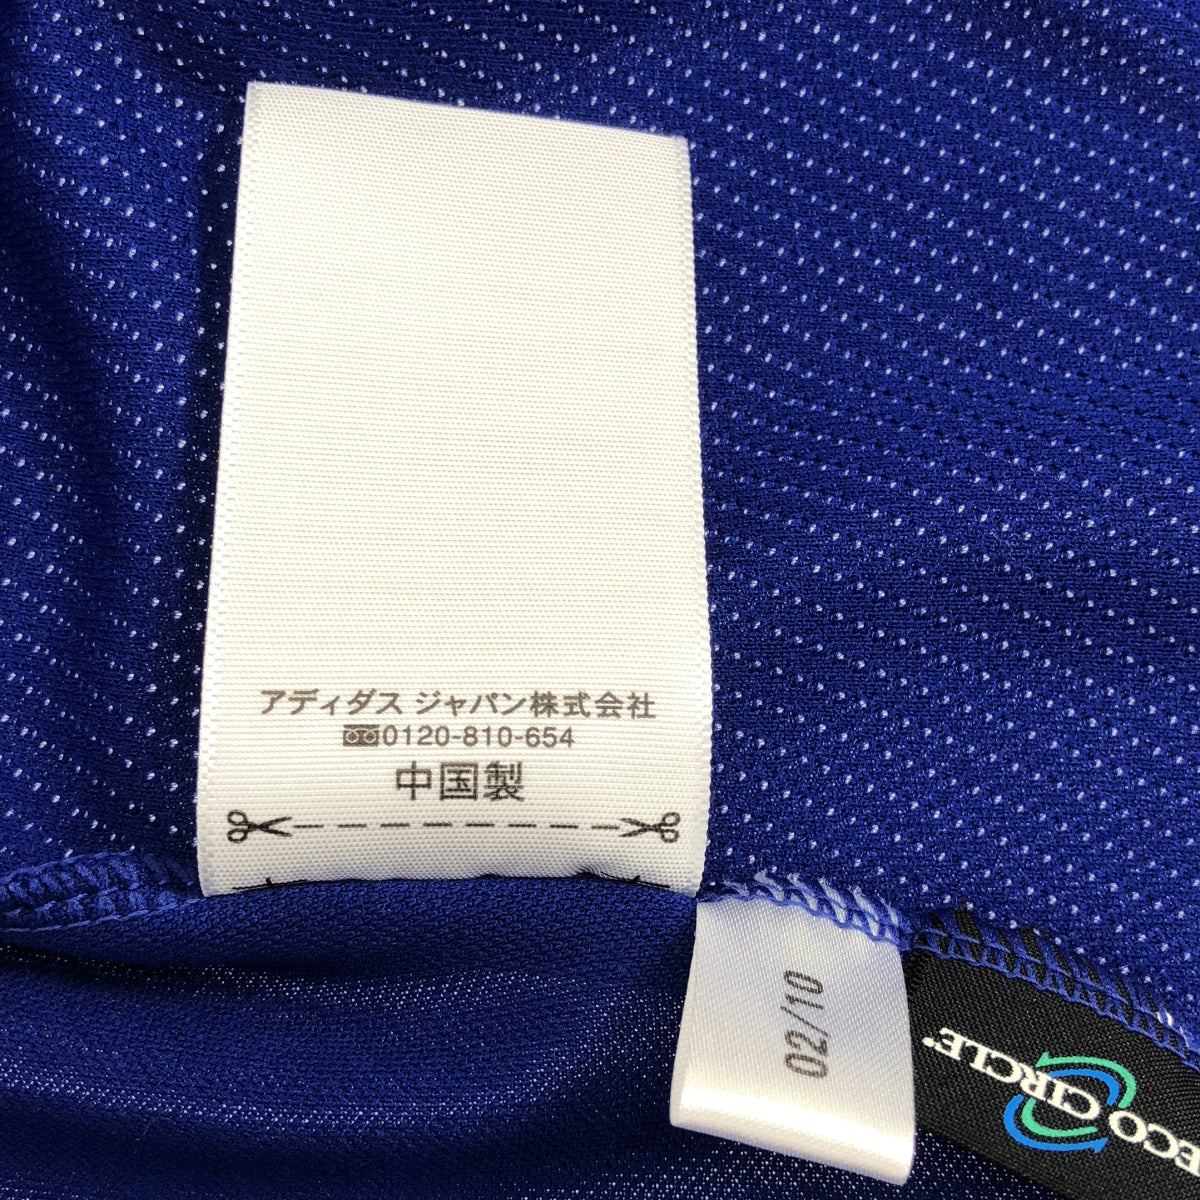 アディダス ジャパン株式会社
0120-810-654
中国製
02/10
ECO CIRCLE